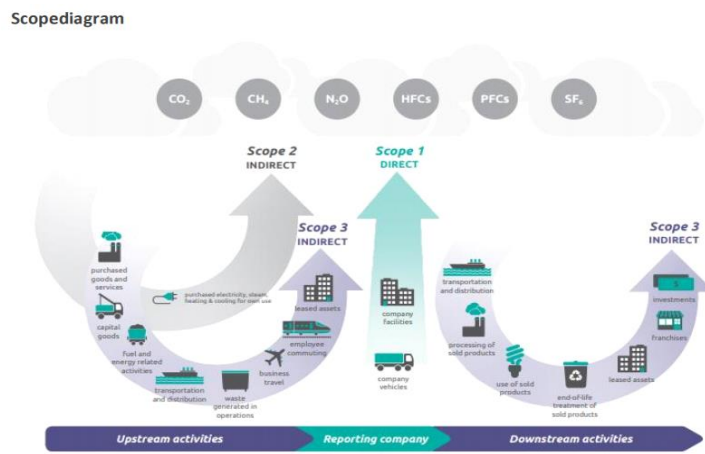 Scopediagram
CO₂
CH₄
N₂O
HFCs
PFCs
SF₆
Scope 2
INDIRECT
Scope 1
DIRECT
Scope 3
INDIRECT
Scope 3
INDIRECT
purchased
goods and
services
capital
goods
fuel and
energy related
activities
transportation
and distribution
waste
generated in
operations
business
travel
employee
commuting
leased assets
purchased electricity, steam,
heating & cooling for own use
company
facilities
company
vehicles
transportation
and distribution
processing of
sold products
use of sold
products
end-of-life
treatment of
sold products
leased assets
franchises
investments
$
Upstream activities
Reporting company
Downstream activities